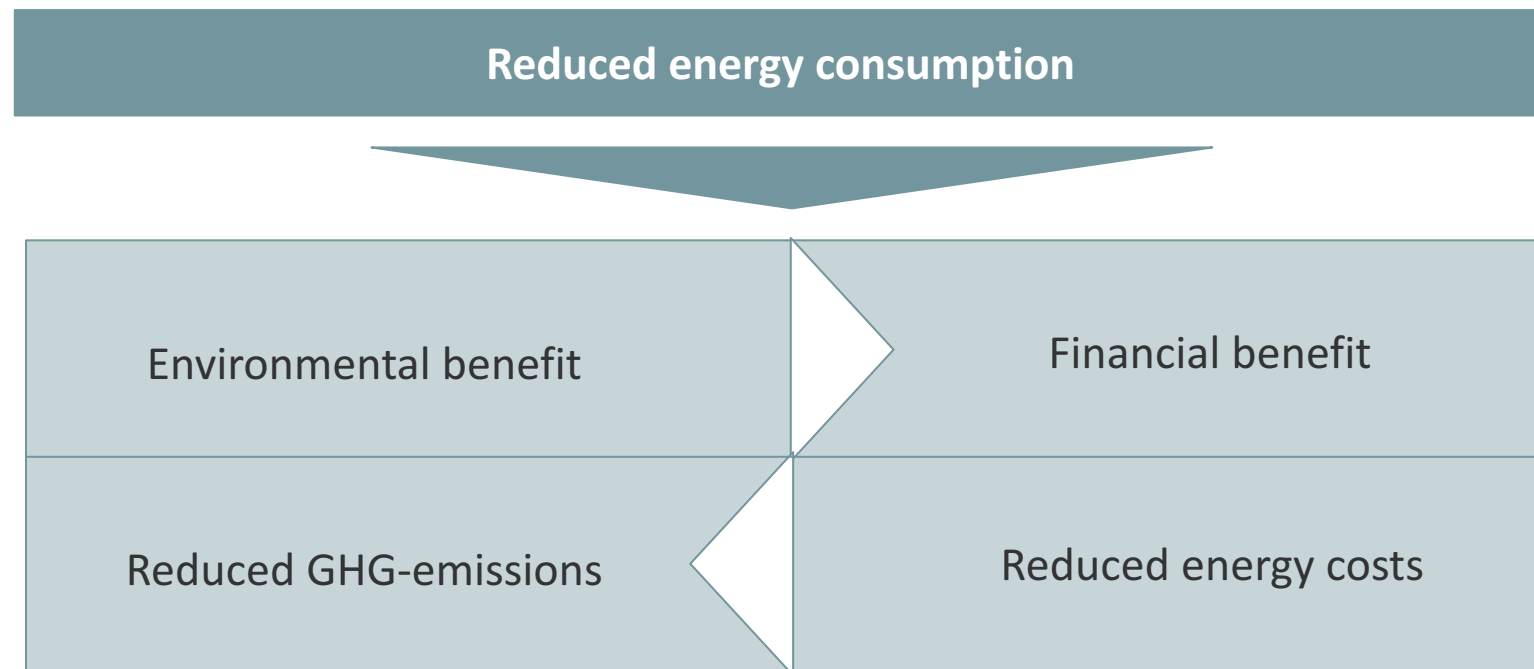 Reduced energy consumption
Environmental benefit
Financial benefit
Reduced GHG-emissions
Reduced energy costs